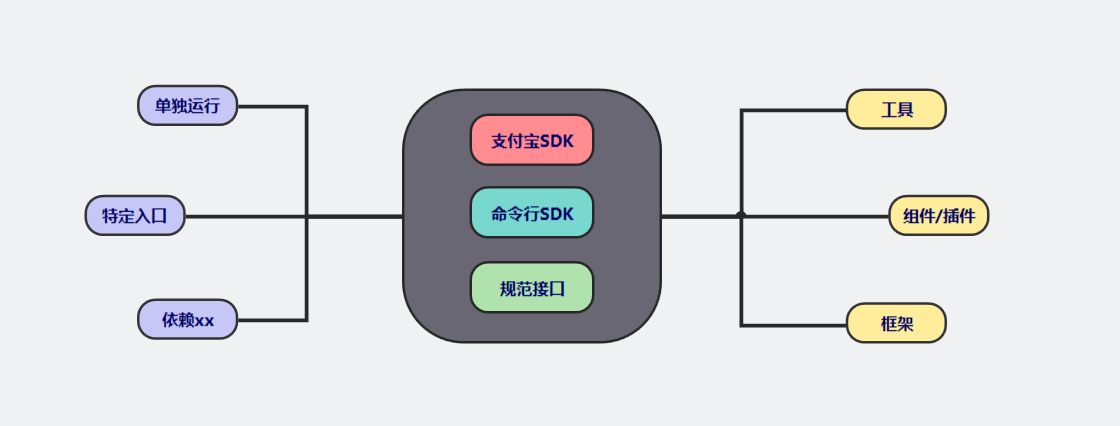 单独运行
特定入口
依赖xx
支付宝SDK
命令行SDK
规范接口
工具
组件/插件
框架